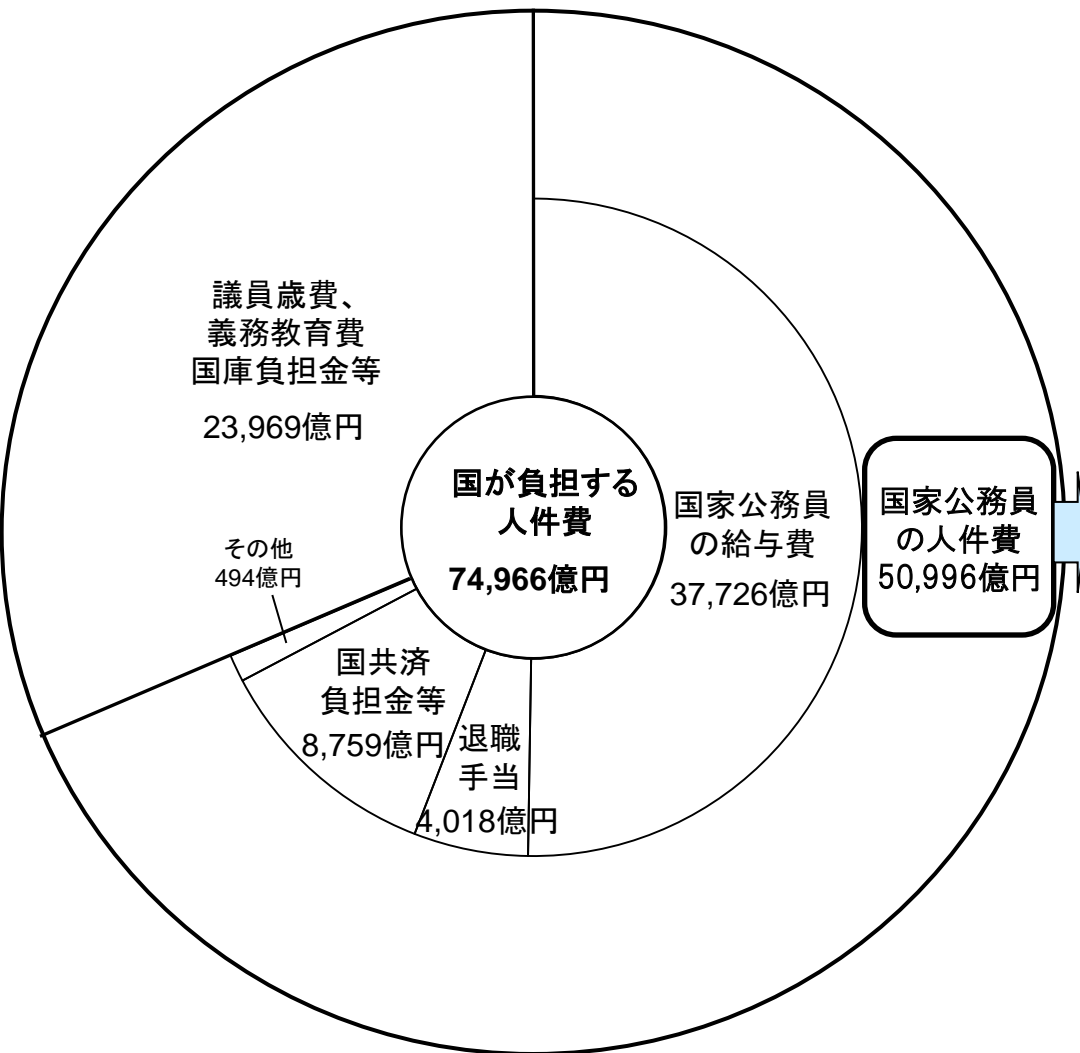 議員歳費、
義務教育費
国庫負担金等
23,969億円
国が負担する
人件費
74,966億円
国家公務員
の給与費
37,726億円
国家公務員
の人件費
50,996億円
その他
494億円
国共済
負担金等
8,759億円
退職
手当
4,018億円